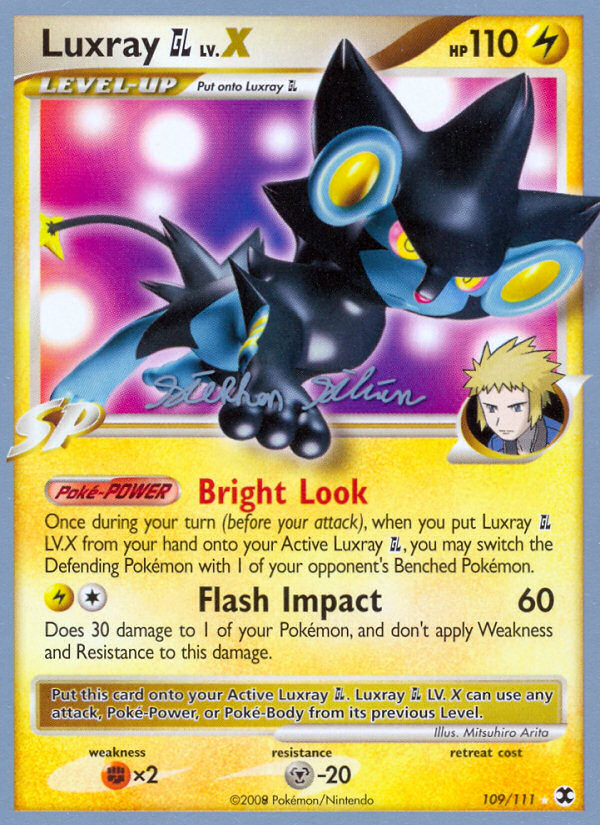 Luxray GL LV.X HP 110
LEVEL-UP Put onto Luxray GL
Stephen Silvestro
SP
Poké-POWER Bright Look
Once during your turn (before your attack), when you put Luxray GL
LV.X from your hand onto your Active Luxray GL, you may switch the
Defending Pokémon with 1 of your opponent's Benched Pokémon.
Flash Impact 60
Does 30 damage to 1 of your Pokémon, and don't apply Weakness
and Resistance to this damage.
Put this card onto your Active Luxray GL. Luxray GL LV. X can use any
attack, Poké-Power, or Poké-Body from its previous Level.
Illus. Mitsuhiro Arita
weakness resistance retreat cost
×2 -20
©2009 Pokémon/Nintendo 109/111